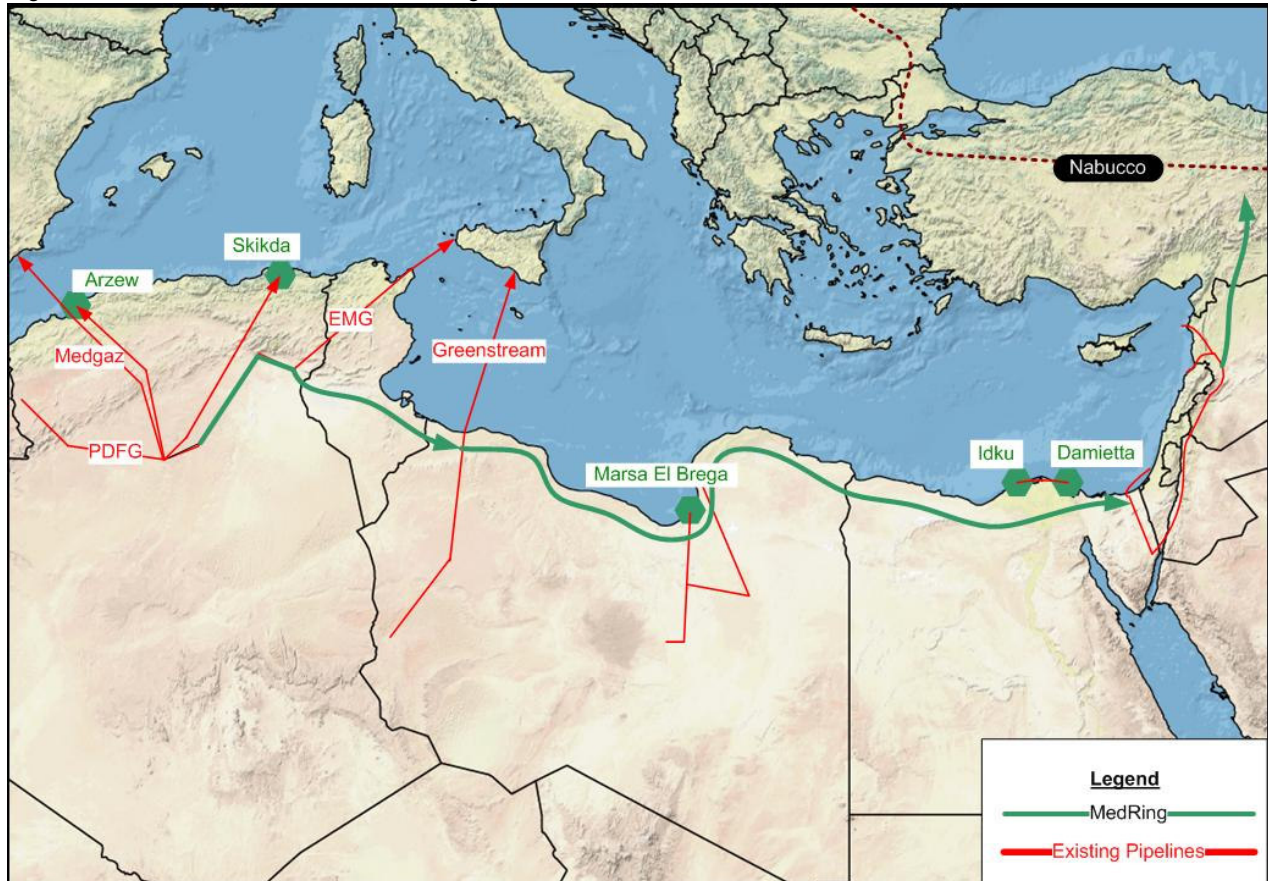 Nabucco
Skikda
Arzew
EMG
Greenstream
Medgaz
PDFG
Idku
Damietta
Marsa El Brega
Legend
MedRing
Existing Pipelines